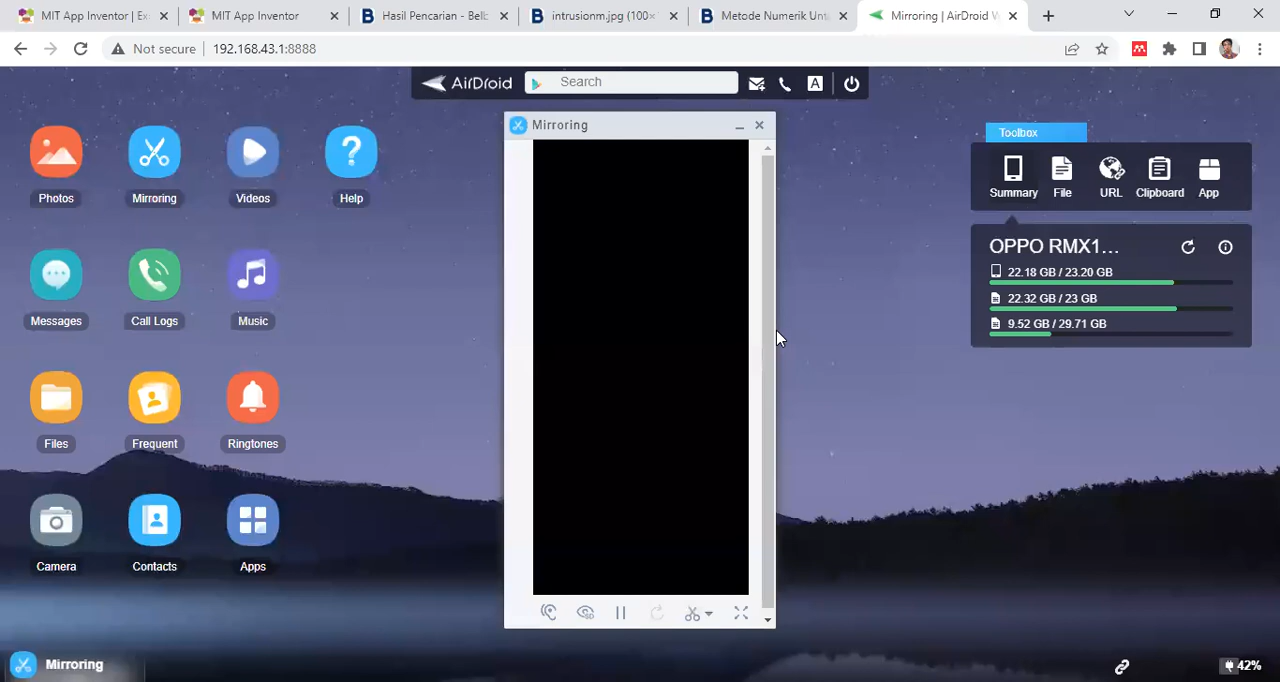 MIT App Inventor | Ex
MIT App Inventor
Hasil Pencarian - Belb
intrusionm.jpg (100×
Metode Numerik Unt
Mirroring | AirDroid W
Not secure
192.168.43.1:8888
AirDroid
Search
A
Mirroring
Toolbox
Summary
File
URL
Clipboard
App
OPPO RMX1...
22.18 GB / 23.20 GB
22.32 GB / 23 GB
9.52 GB / 29.71 GB
Photos
Mirroring
Videos
?
Help
Messages
Call Logs
Music
Files
Frequent
Ringtones
Camera
Contacts
Apps
SD
Mirroring
42%